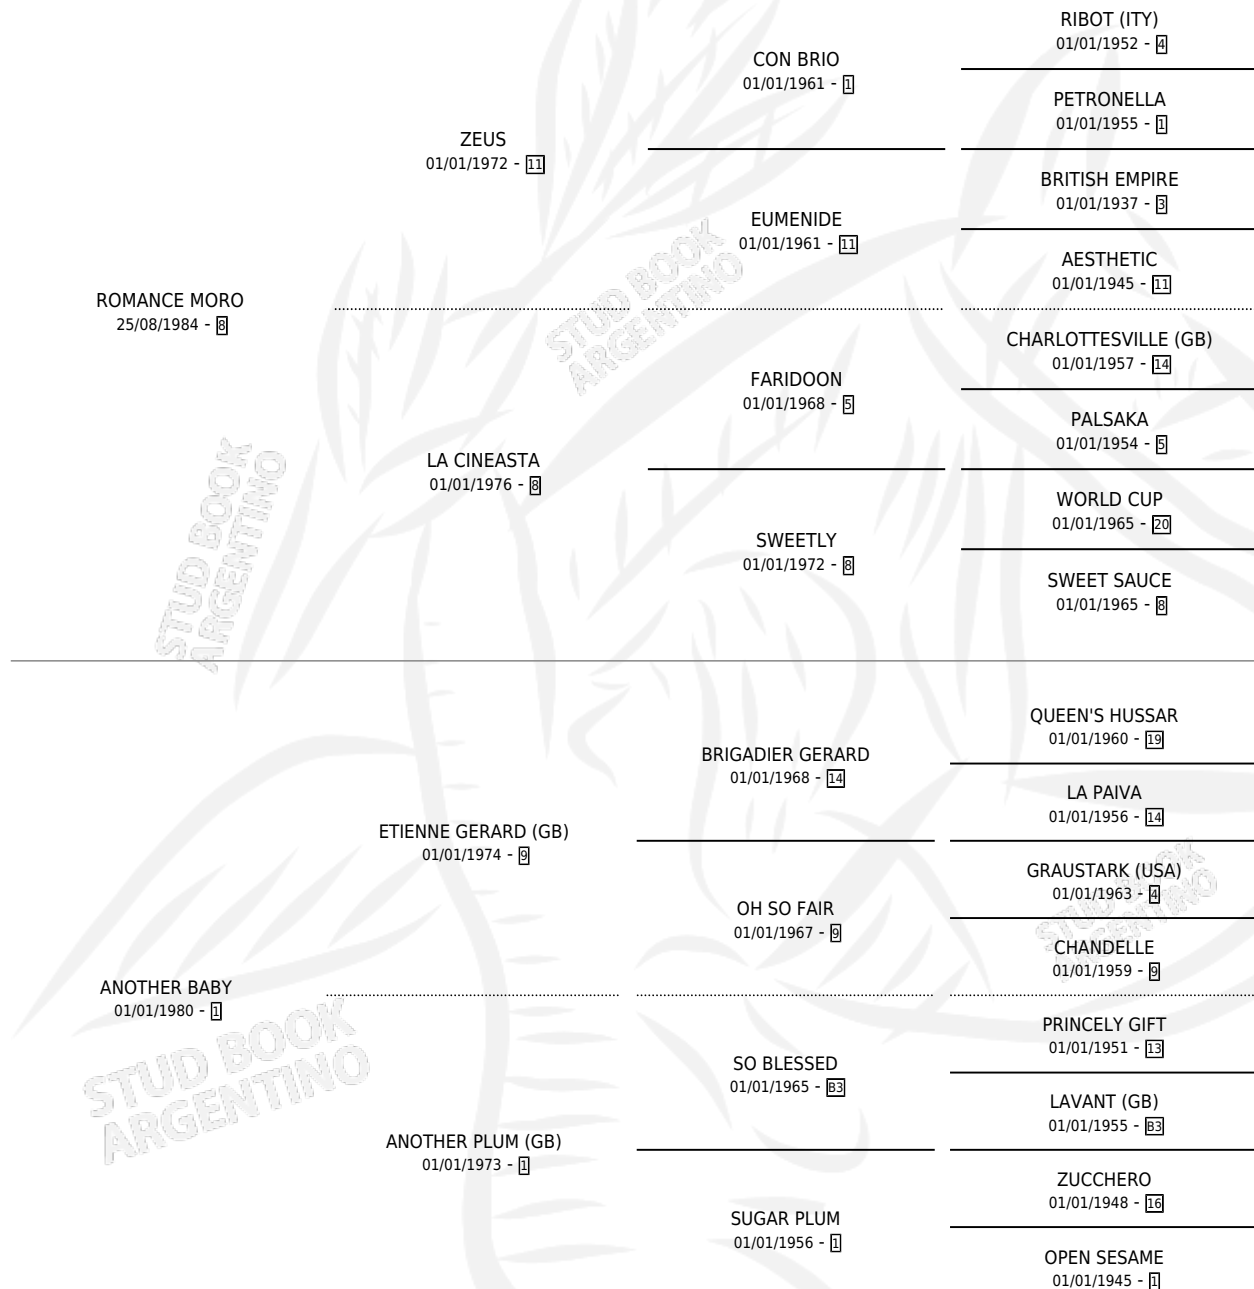 RIBOT (ITY)
01/01/1952 - 4
CON BRIO
01/01/1961 - 1
PETRONELLA
01/01/1955 - 1
ZEUS
01/01/1972 - 11
BRITISH EMPIRE
01/01/1937 - 3
EUMENIDE
01/01/1961 - 11
AESTHETIC
01/01/1945 - 11
ROMANCE MORO
25/08/1984 - 8
CHARLOTTESVILLE (GB)
01/01/1957 - 14
FARIDOON
01/01/1968 - 5
PALSAKA
01/01/1954 - 5
LA CINEASTA
01/01/1976 - 8
WORLD CUP
01/01/1965 - 20
SWEETLY
01/01/1972 - 8
SWEET SAUCE
01/01/1965 - 8
QUEEN'S HUSSAR
01/01/1960 - 19
BRIGADIER GERARD
01/01/1968 - 14
LA PAIVA
01/01/1956 - 14
ETIENNE GERARD (GB)
01/01/1974 - 9
GRAUSTARK (USA)
01/01/1963 - 4
OH SO FAIR
01/01/1967 - 9
CHANDELLE
01/01/1959 - 9
ANOTHER BABY
01/01/1980 - 1
PRINCELY GIFT
01/01/1951 - 13
SO BLESSED
01/01/1965 - B3
LAVANT (GB)
01/01/1955 - B3
ANOTHER PLUM (GB)
01/01/1973 - 1
ZUCCHERO
01/01/1948 - 16
SUGAR PLUM
01/01/1956 - 1
OPEN SESAME
01/01/1945 - 1
STUD BOOK
ARGENTINO
STUD BOOK
ARGENTINO
STUD BOOK
ARGENTINO
STUD BOOK
ARGENTINO